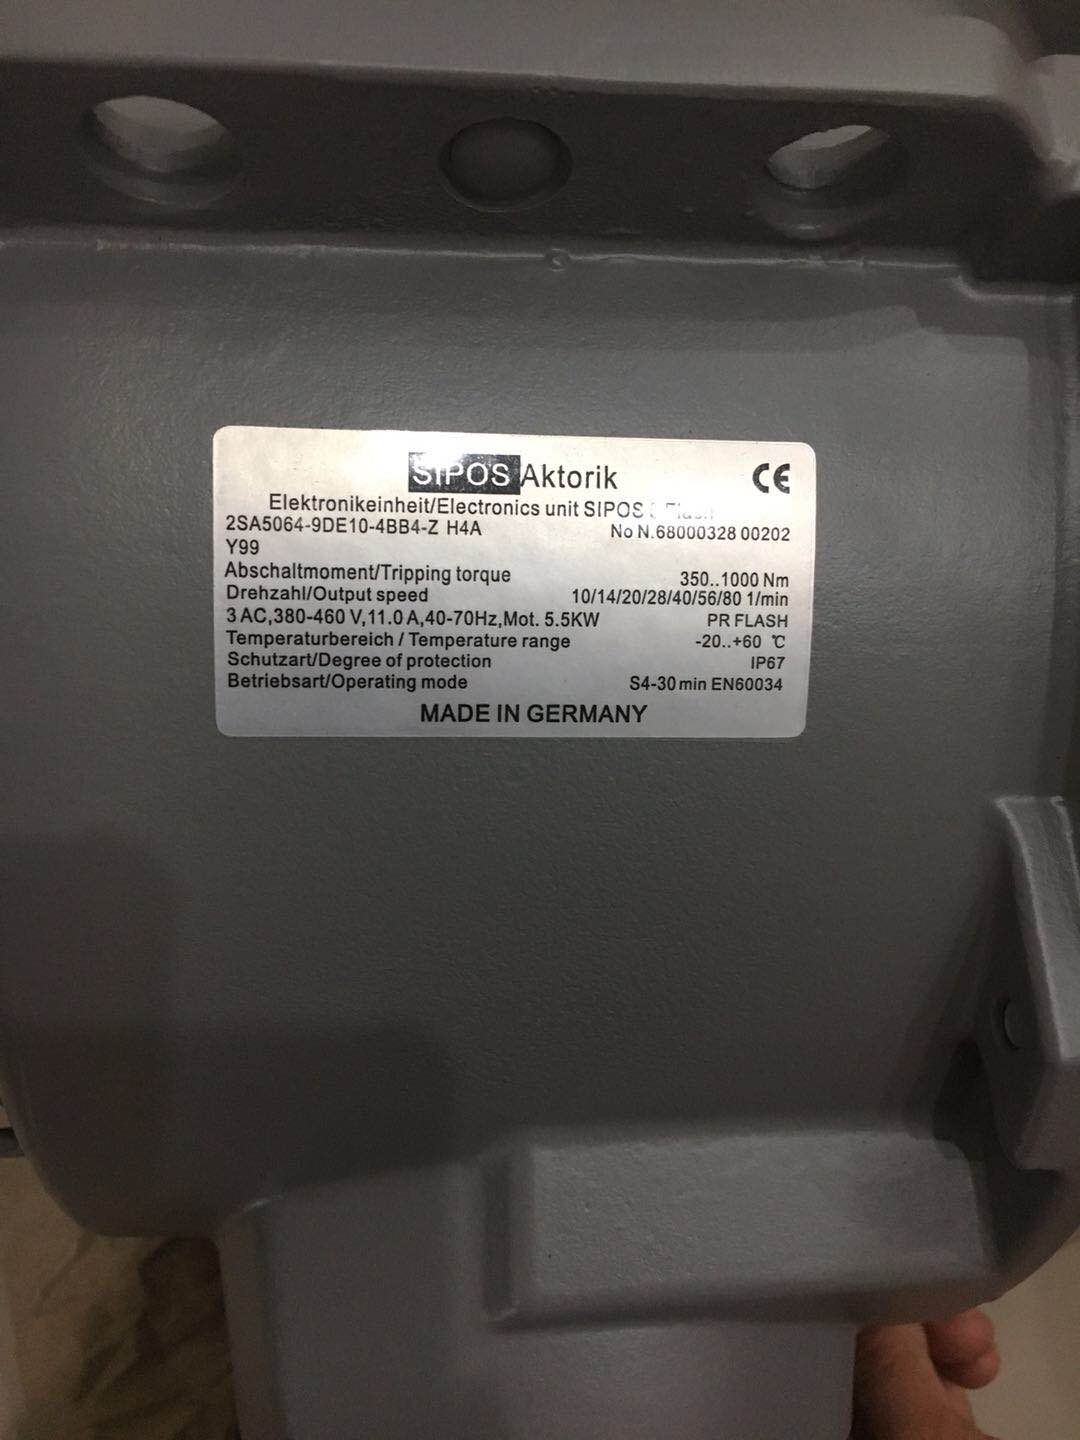 SIPOS Aktorik CE
Elektronikeinheit/Electronics unit SIPOS
2SA5064-9DE10-4BB4-Z H4A No N.68000328 00202
Y99
Abschaltmoment/Tripping torque 350..1000 Nm
Drehzahl/Output speed 10/14/20/28/40/56/80 1/min
3 AC,380-460 V,11.0 A,40-70Hz,Mot. 5.5KW PR FLASH
Temperaturbereich / Temperature range -20..+60 ℃
Schutzart/Degree of protection IP67
Betriebsart/Operating mode S4-30 min EN60034
MADE IN GERMANY